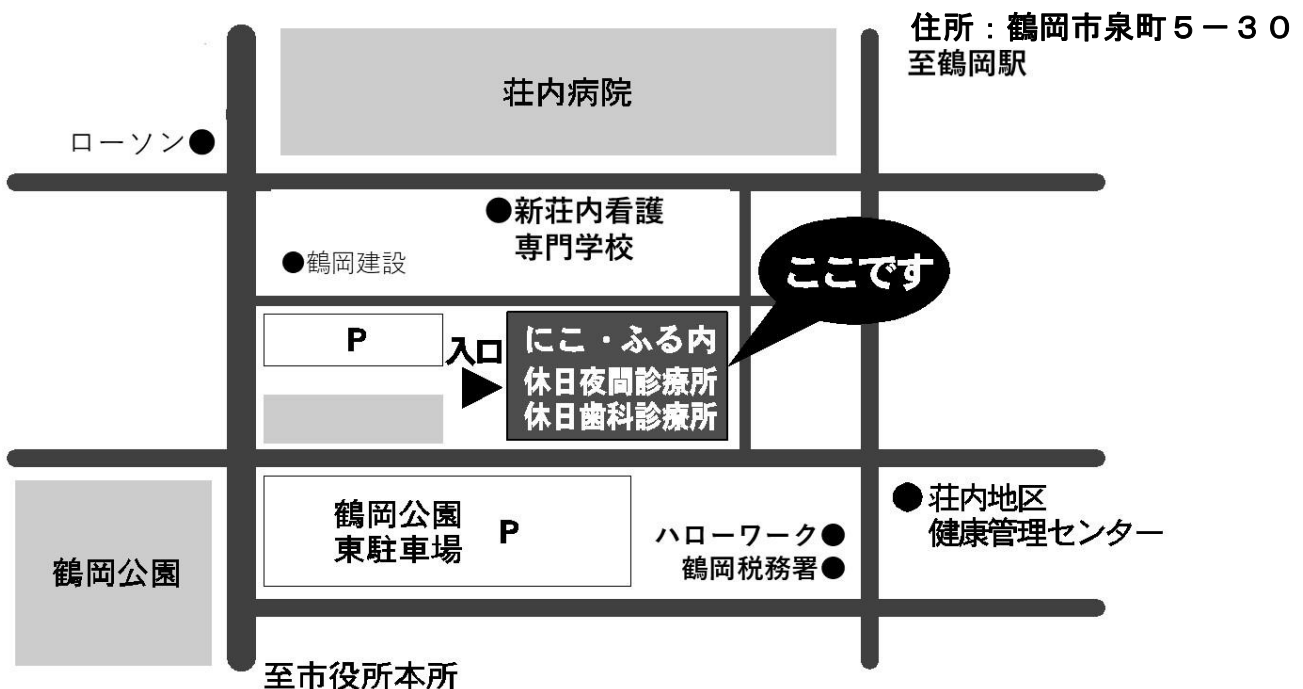 住所：鶴岡市泉町５－３０
至鶴岡駅
荘内病院
ローソン●
●新荘内看護
専門学校
●鶴岡建設
ここです
P
入口
にこ・ふる内
休日夜間診療所
休日歯科診療所
鶴岡公園
東駐車場
P
ハローワーク●
鶴岡税務署●
●荘内地区
健康管理センター
鶴岡公園
至市役所本所